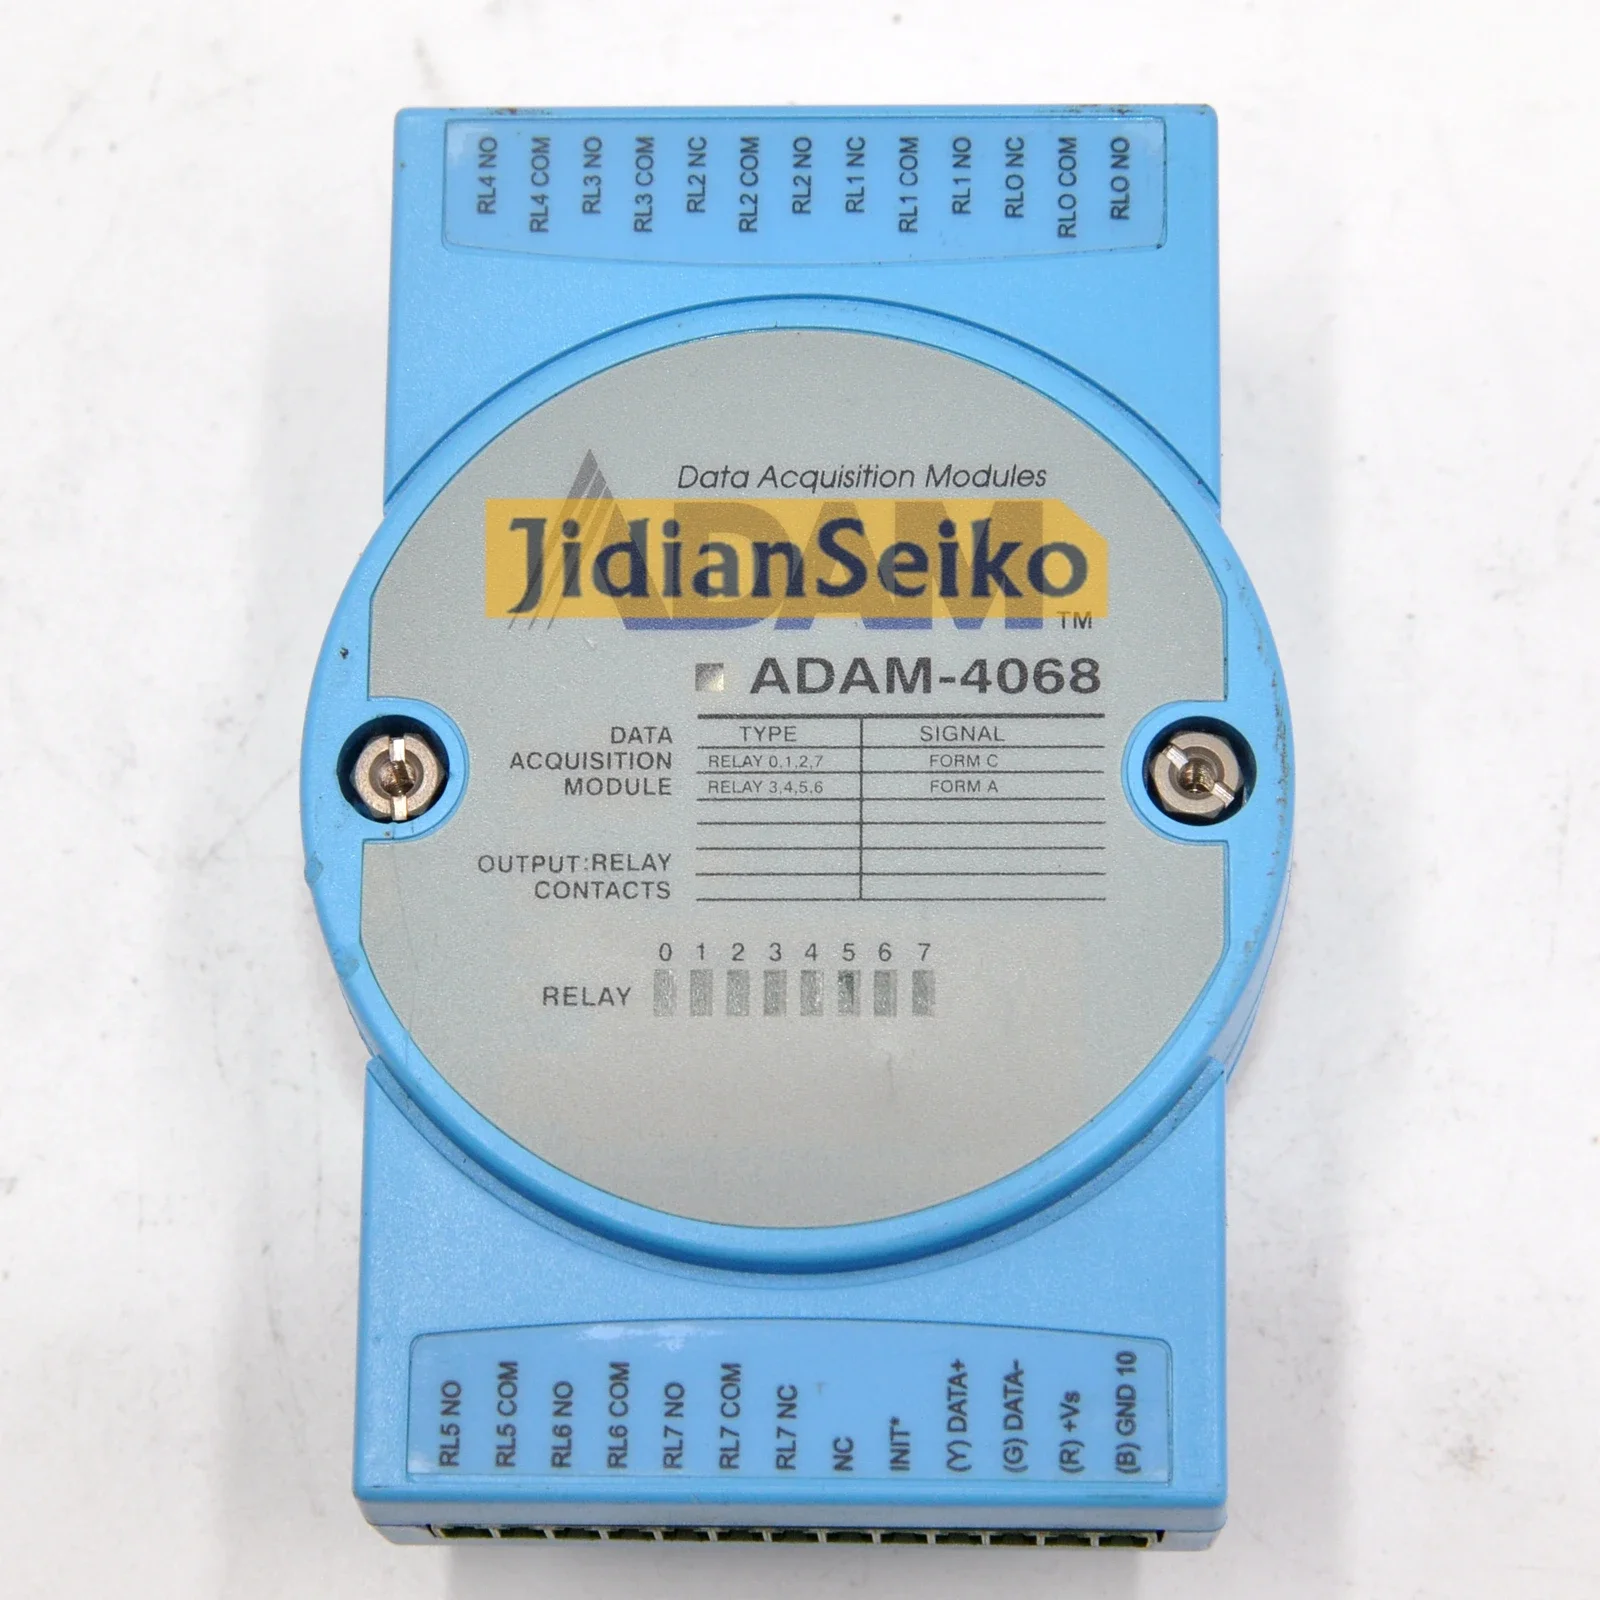 RL4 NO
RL4 COM
RL3 NO
RL3 COM
RL2 NC
RL2 COM
RL2 NO
RL1 NC
RL1 COM
RL1 NO
RL0 NC
RL0 COM
RL0 NO
Data Acquisition Modules
ADAM
JidianSeiko
TM
ADAM-4068
DATA ACQUISITION MODULE
TYPE SIGNAL
RELAY 0,1,2,7 FORM C
RELAY 3,4,5,6 FORM A
OUTPUT:RELAY
CONTACTS
0 1 2 3 4 5 6 7
RELAY
RL5 NO
RL5 COM
RL6 NO
RL6 COM
RL7 NO
RL7 COM
RL7 NC
NC
INIT*
(Y) DATA+
(G) DATA-
(R) +Vs
(B) GND 10